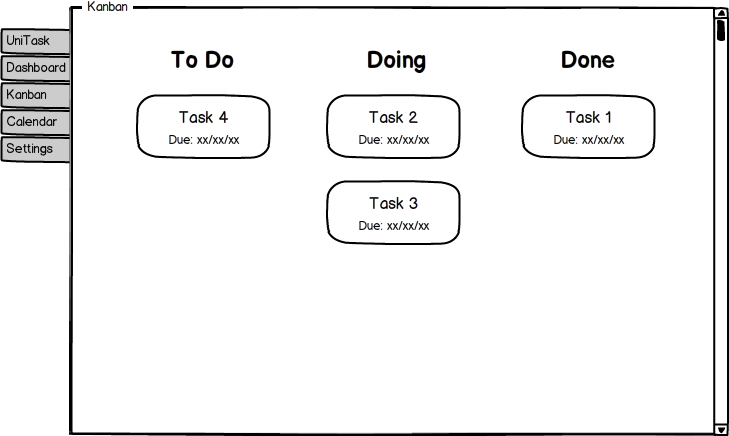 Kanban
UniTask
Dashboard
Kanban
Calendar
Settings
To Do
Doing
Done
Task 4
Due: xx/xx/xx
Task 2
Due: xx/xx/xx
Task 1
Due: xx/xx/xx
Task 3
Due: xx/xx/xx